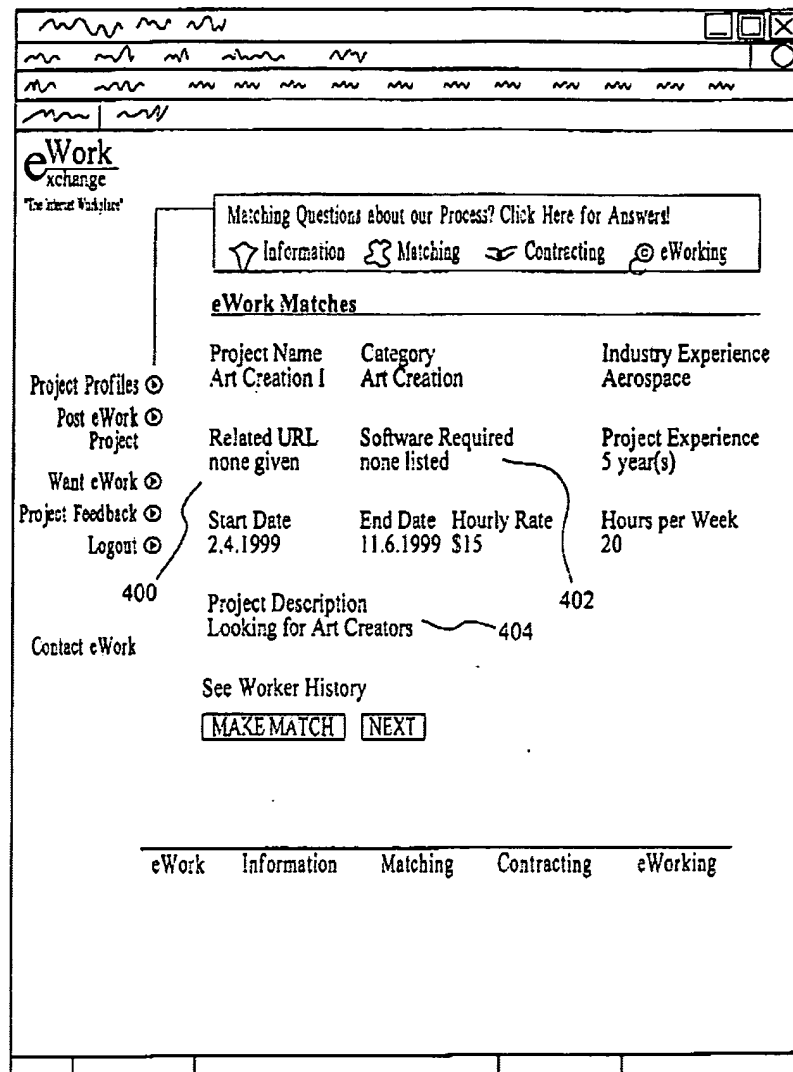 eWork
xchange
"The Internet Workplace"
Matching Questions about our Process? Click Here for Answers!
Information Matching Contracting eWorking
eWork Matches
Project Name Category Industry Experience
Art Creation I Art Creation Aerospace
Project Profiles
Post eWork
Project
Related URL Software Required Project Experience
none given none listed 5 year(s)
Want eWork
Project Feedback
Start Date End Date Hourly Rate Hours per Week
2.4.1999 11.6.1999 $15 20
Logout
400
402
Project Description
Looking for Art Creators
404
Contact eWork
See Worker History
MAKE MATCH NEXT
eWork Information Matching Contracting eWorking